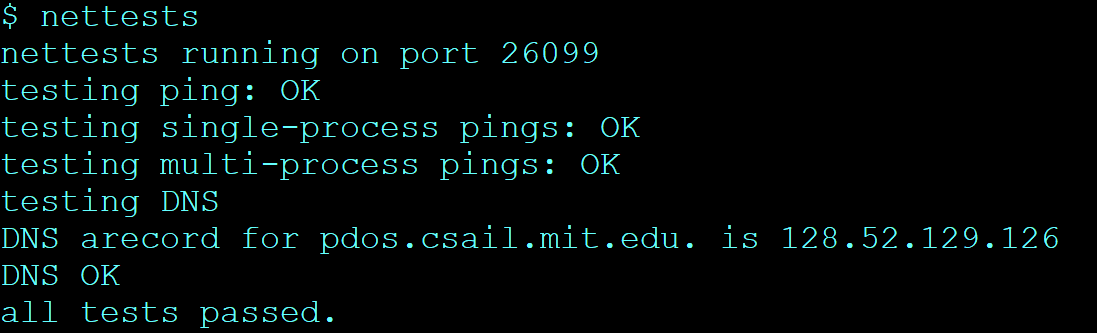 $ nettests
nettests running on port 26099
testing ping: OK
testing single-process pings: OK
testing multi-process pings: OK
testing DNS
DNS arecord for pdos.csail.mit.edu. is 128.52.129.126
DNS OK
all tests passed.